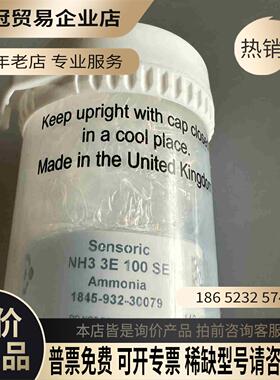 冠贸易企业店
年老店 专业服务
热销
Keep upright with cap closed
in a cool place.
Made in the United Kingdom
Sensoric
NH3 3E 100 SE
Ammonia
1845-932-30079
186 5232 574
价
品
本店皆是询价产品 拍前咨询客服
普票免费 可开专票 稀缺型号请咨